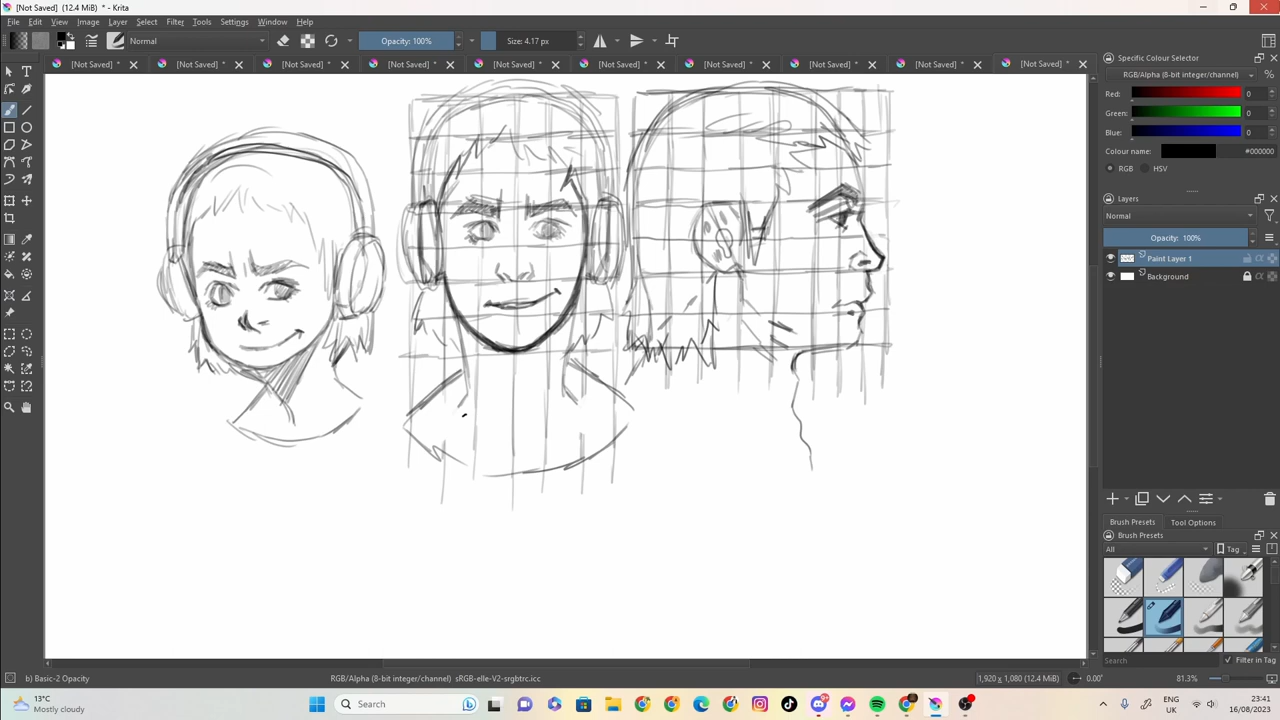 [Not Saved] (12.4 MiB) * - Krita
File Edit View Image Layer Select Filter Tools Settings Window Help
Normal Opacity: 100% Size: 4.17 px
[Not Saved] * [Not Saved] * [Not Saved] * [Not Saved] * [Not Saved] * [Not Saved] * [Not Saved] * [Not Saved] * [Not Saved] * [Not Saved] *
Specific Colour Selector
RGB/Alpha (8-bit integer/channel) %
Red: 0
Green: 0
Blue: 0
Colour name: #000000
RGB HSV
Layers
Normal
Opacity: 100%
Paint Layer 1
Background
Brush Presets Tool Options
Brush Presets
All Tag
Search Filter in Tag
b) Basic-2 Opacity RGB/Alpha (8-bit integer/channel) sRGB-elle-V2-srgbtrc.icc 1,920 x 1,080 (12.4 MiB) 0.00° 81.3%
13°C
Mostly cloudy
Search
ENG
UK
23:41
16/08/2023